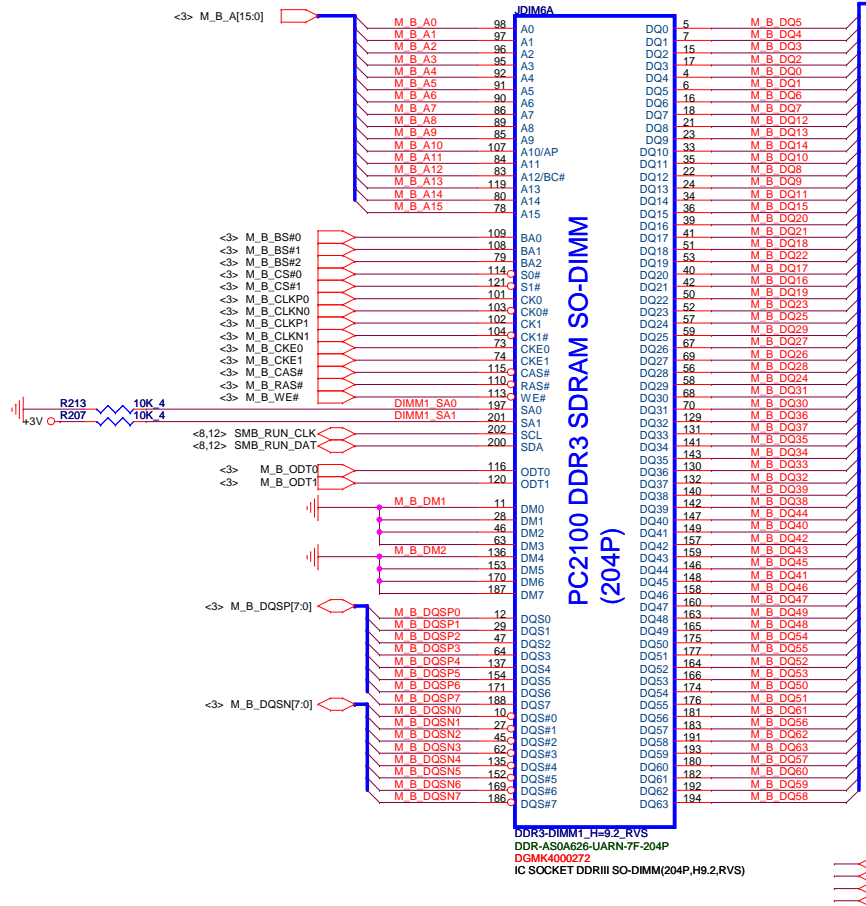 JDIM6A
<3> M_B_A[15:0]
M_B_A0 98 A0
M_B_A1 97 A1
M_B_A2 96 A2
M_B_A3 95 A3
M_B_A4 92 A4
M_B_A5 91 A5
M_B_A6 90 A6
M_B_A7 86 A7
M_B_A8 89 A8
M_B_A9 85 A9
M_B_A10 107 A10/AP
M_B_A11 84 A11
M_B_A12 83 A12/BC#
M_B_A13 119 A13
M_B_A14 80 A14
M_B_A15 78 A15
<3> M_B_BS#0 109 BA0
<3> M_B_BS#1 108 BA1
<3> M_B_BS#2 79 BA2
<3> M_B_CS#0 114 S0#
<3> M_B_CS#1 121 S1#
<3> M_B_CLKP0 101 CK0
<3> M_B_CLKN0 103 CK0#
<3> M_B_CLKP1 102 CK1
<3> M_B_CLKN1 104 CK1#
<3> M_B_CKE0 73 CKE0
<3> M_B_CKE1 74 CKE1
<3> M_B_CAS# 115 CAS#
<3> M_B_RAS# 110 RAS#
<3> M_B_WE# 113 WE#
R213 10K_4 DIMM1_SA0 197 SA0
+3V R207 10K_4 DIMM1_SA1 201 SA1
<8,12> SMB_RUN_CLK 202 SCL
<8,12> SMB_RUN_DAT 200 SDA
<3> M_B_ODT0 116 ODT0
<3> M_B_ODT1 120 ODT1
M_B_DM1 11 DM0
28 DM1
46 DM2
63 DM3
M_B_DM2 136 DM4
153 DM5
170 DM6
187 DM7
<3> M_B_DQSP[7:0]
M_B_DQSP0 12 DQS0
M_B_DQSP1 29 DQS1
M_B_DQSP2 47 DQS2
M_B_DQSP3 64 DQS3
M_B_DQSP4 137 DQS4
M_B_DQSP5 154 DQS5
M_B_DQSP6 171 DQS6
M_B_DQSP7 188 DQS7
<3> M_B_DQSN[7:0]
M_B_DQSN0 10 DQS#0
M_B_DQSN1 27 DQS#1
M_B_DQSN2 45 DQS#2
M_B_DQSN3 62 DQS#3
M_B_DQSN4 135 DQS#4
M_B_DQSN5 152 DQS#5
M_B_DQSN6 169 DQS#6
M_B_DQSN7 186 DQS#7
PC2100 DDR3 SDRAM SO-DIMM
(204P)
DQ0 5 M_B_DQ5
DQ1 7 M_B_DQ4
DQ2 15 M_B_DQ3
DQ3 17 M_B_DQ2
DQ4 4 M_B_DQ0
DQ5 6 M_B_DQ1
DQ6 16 M_B_DQ6
DQ7 18 M_B_DQ7
DQ8 21 M_B_DQ12
DQ9 23 M_B_DQ13
DQ10 33 M_B_DQ14
DQ11 35 M_B_DQ10
DQ12 22 M_B_DQ8
DQ13 24 M_B_DQ9
DQ14 34 M_B_DQ11
DQ15 36 M_B_DQ15
DQ16 39 M_B_DQ20
DQ17 41 M_B_DQ21
DQ18 51 M_B_DQ18
DQ19 53 M_B_DQ22
DQ20 40 M_B_DQ17
DQ21 42 M_B_DQ16
DQ22 50 M_B_DQ19
DQ23 52 M_B_DQ23
DQ24 57 M_B_DQ25
DQ25 59 M_B_DQ29
DQ26 67 M_B_DQ27
DQ27 69 M_B_DQ26
DQ28 56 M_B_DQ28
DQ29 58 M_B_DQ24
DQ30 68 M_B_DQ31
DQ31 70 M_B_DQ30
DQ32 129 M_B_DQ36
DQ33 131 M_B_DQ37
DQ34 141 M_B_DQ35
DQ35 143 M_B_DQ34
DQ36 130 M_B_DQ33
DQ37 132 M_B_DQ32
DQ38 140 M_B_DQ39
DQ39 142 M_B_DQ38
DQ40 147 M_B_DQ44
DQ41 149 M_B_DQ40
DQ42 157 M_B_DQ42
DQ43 159 M_B_DQ43
DQ44 146 M_B_DQ45
DQ45 148 M_B_DQ41
DQ46 158 M_B_DQ46
DQ47 160 M_B_DQ47
DQ48 163 M_B_DQ49
DQ49 165 M_B_DQ48
DQ50 175 M_B_DQ54
DQ51 177 M_B_DQ55
DQ52 164 M_B_DQ52
DQ53 166 M_B_DQ53
DQ54 174 M_B_DQ50
DQ55 176 M_B_DQ51
DQ56 181 M_B_DQ61
DQ57 183 M_B_DQ56
DQ58 191 M_B_DQ62
DQ59 193 M_B_DQ63
DQ60 180 M_B_DQ57
DQ61 182 M_B_DQ60
DQ62 192 M_B_DQ59
DQ63 194 M_B_DQ58
DDR3-DIMM1_H=9.2_RVS
DDR-AS0A626-UARN-7F-204P
DGMK4000272
IC SOCKET DDRIII SO-DIMM(204P,H9.2,RVS)